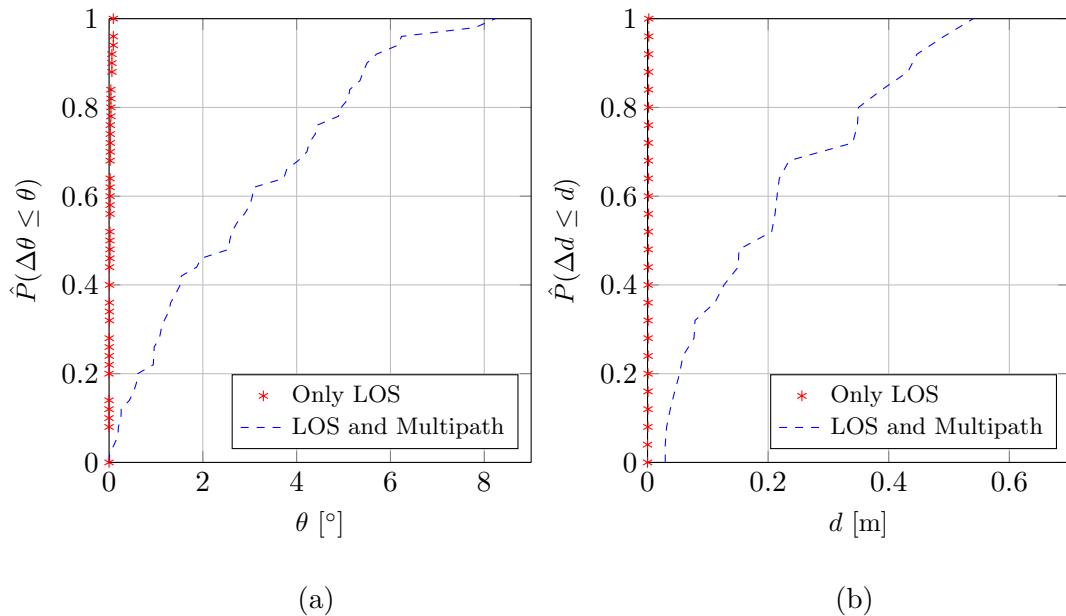 1
0.8
0.6
0.4
0.2
0
P̂(Δθ ≤ θ)
0 2 4 6 8
θ [°]
Only LOS
LOS and Multipath
(a)
1
0.8
0.6
0.4
0.2
0
P̂(Δd ≤ d)
0 0.2 0.4 0.6
d [m]
Only LOS
LOS and Multipath
(b)